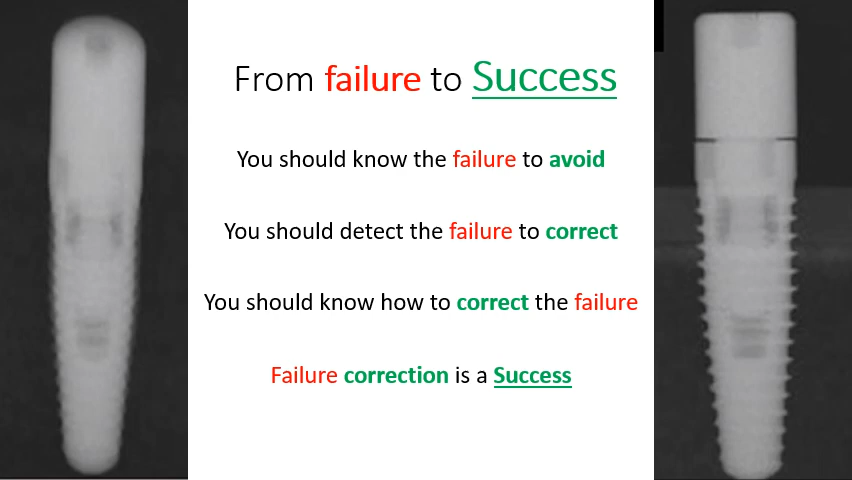 From failure to Success
You should know the failure to avoid
You should detect the failure to correct
You should know how to correct the failure
Failure correction is a Success